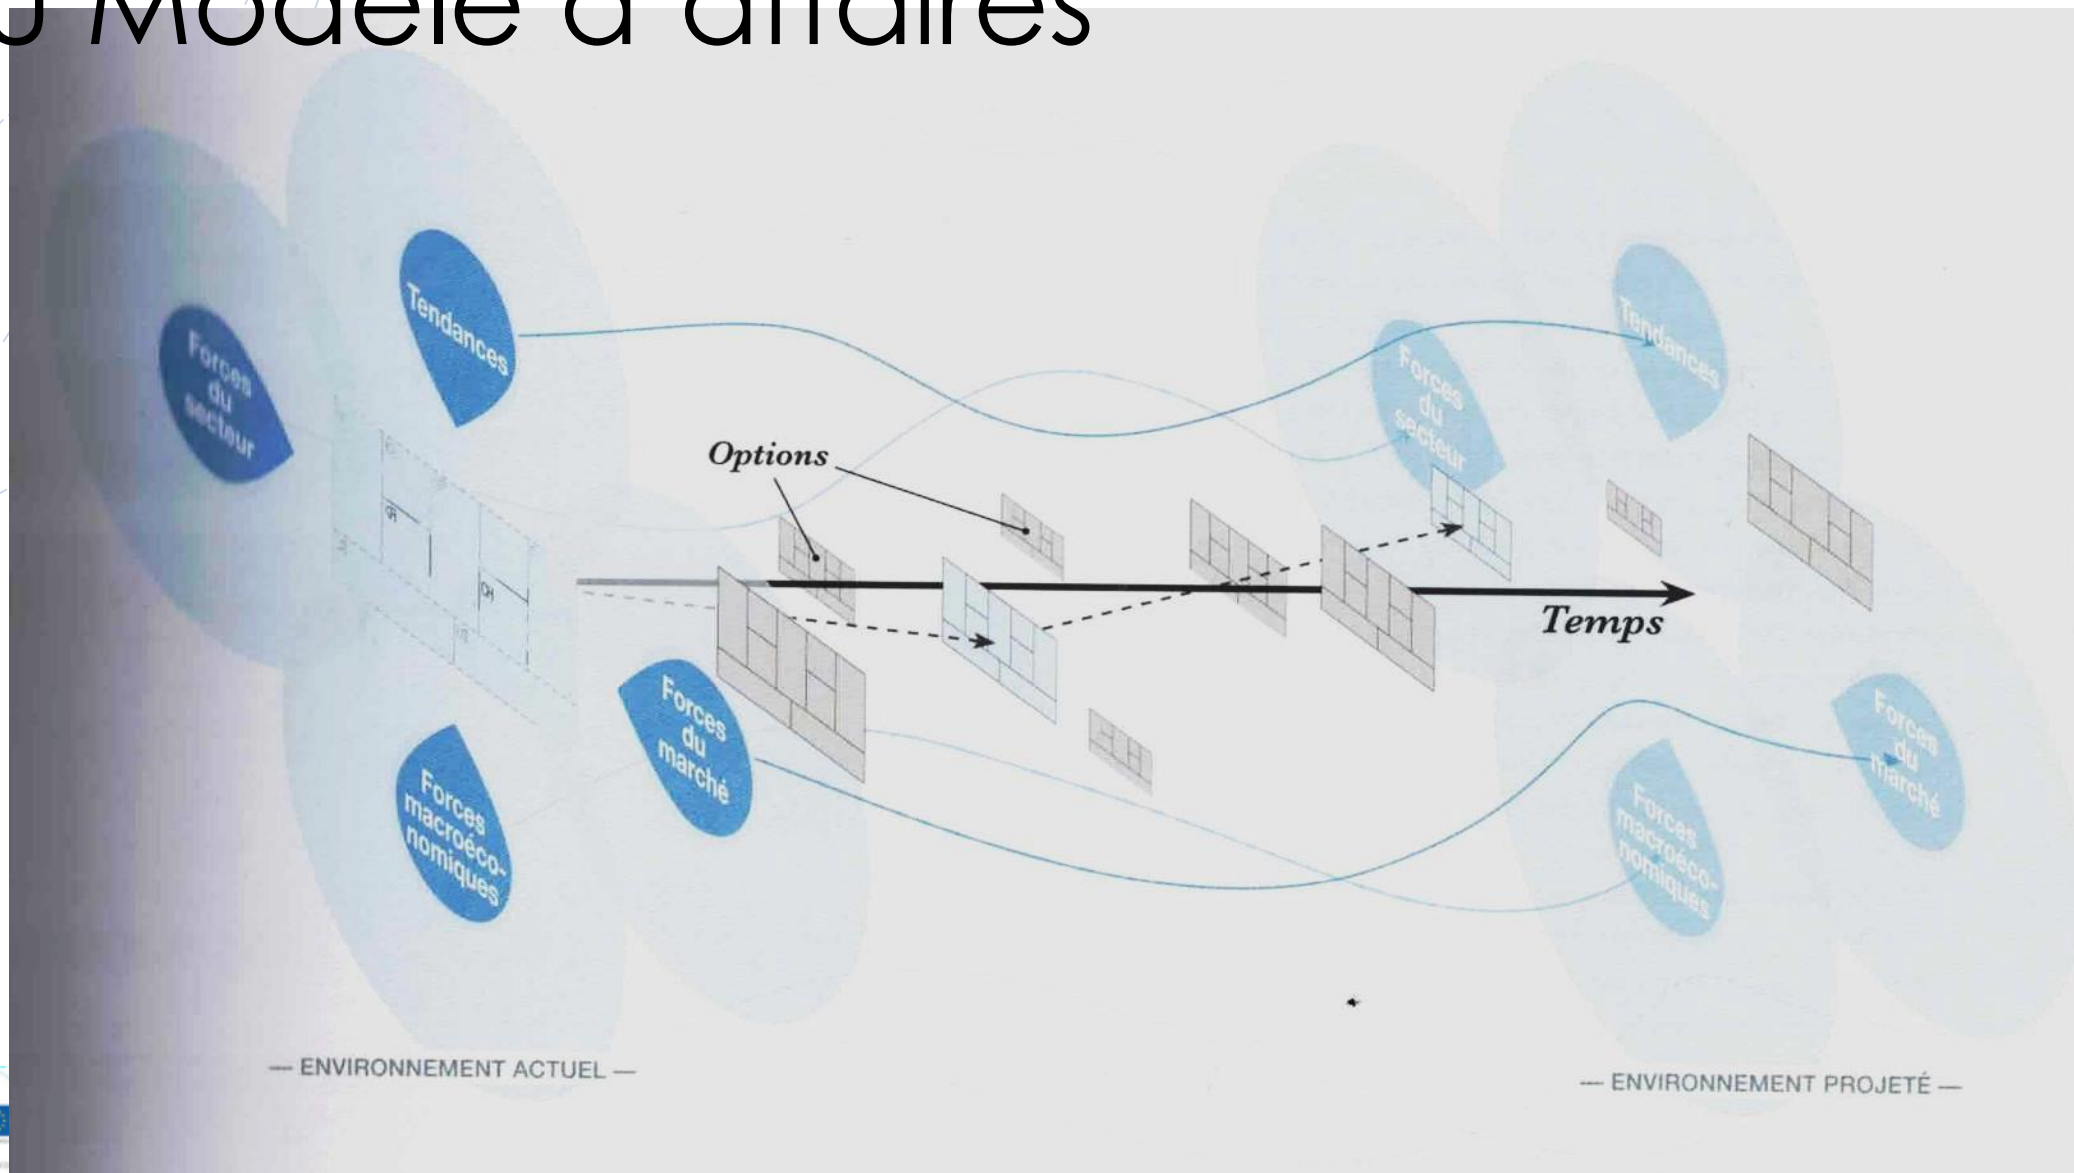 Modèle d'affaires
Tendances
Forces
du
secteur
Options
Temps
Forces
du
marché
Forces
macroéco-
nomiques
Tendances
Forces
du
secteur
Forces
du
marché
Forces
macroéco-
nomiques
CH
— ENVIRONNEMENT ACTUEL —
— ENVIRONNEMENT PROJETÉ —